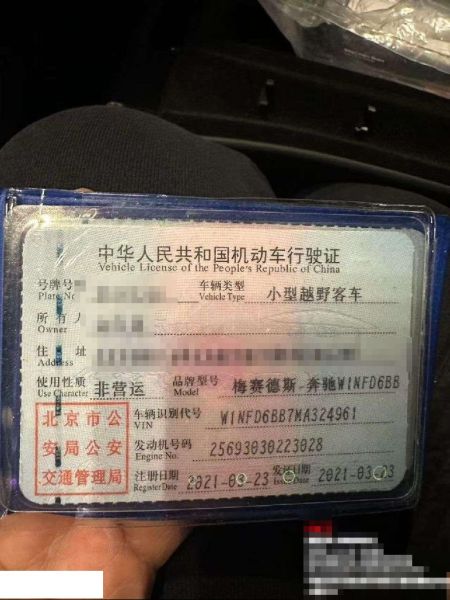 中华人民共和国机动车行驶证
Vehicle License of the People's Republic of China
号牌号
Plate No
车辆类型
Vehicle Type
小型越野客车
所有人
Owner
住址
Address
使用性质
Use Character
非营运
品牌型号
Model
梅赛德斯-奔驰W1NFD6BB
北京市公
安局公安
交通管理局
车辆识别代号
VIN
W1NFD6BB7MA324961
发动机号码
Engine No.
25693030223028
注册日期
Register Date
2021-03-23
发证日期
Issue Date
2021-03-23